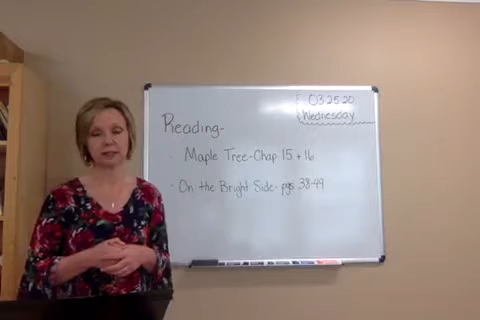 03·25·20
Wednesday
Reading-
· Maple Tree-Chap 15 + 16
· On the Bright Side- pgs 38-49